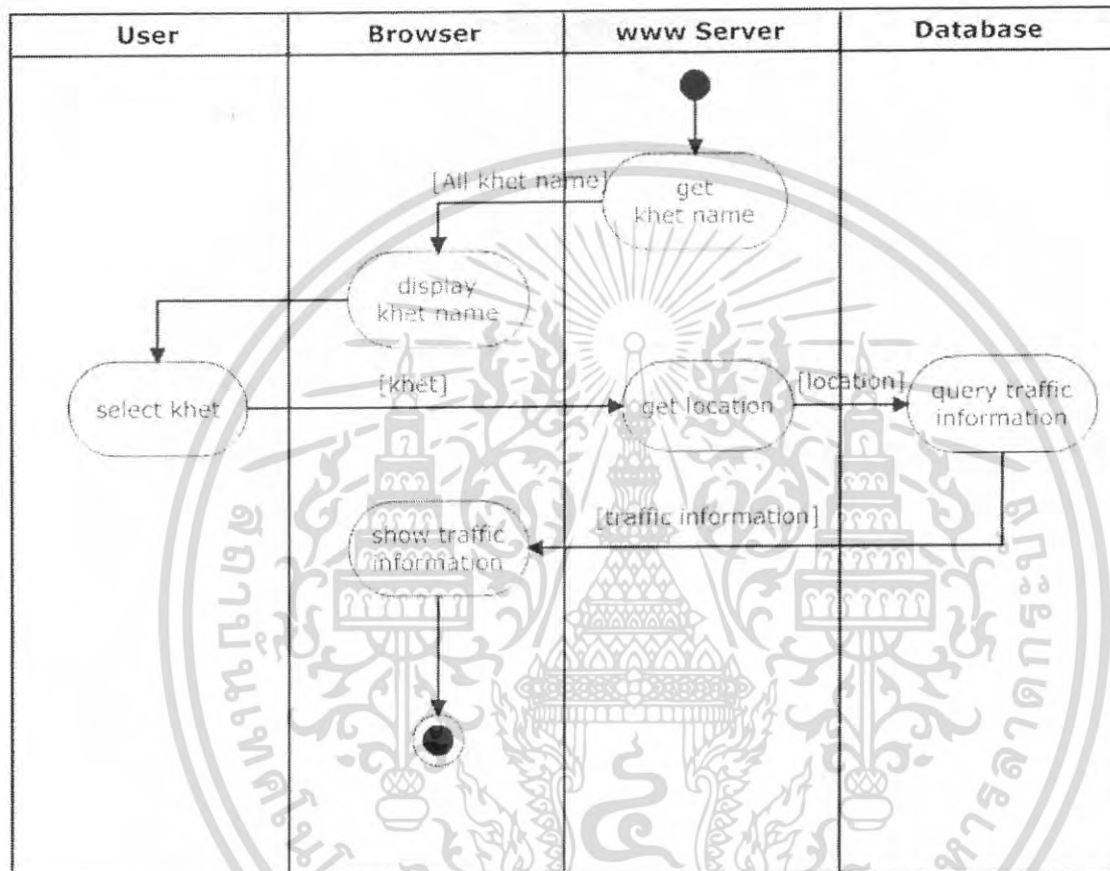 User
Browser
www Server
Database
get
khet name
[All khet name]
display
khet name
select khet
[khet]
get location
[location]
query traffic
information
[traffic information]
show traffic
information